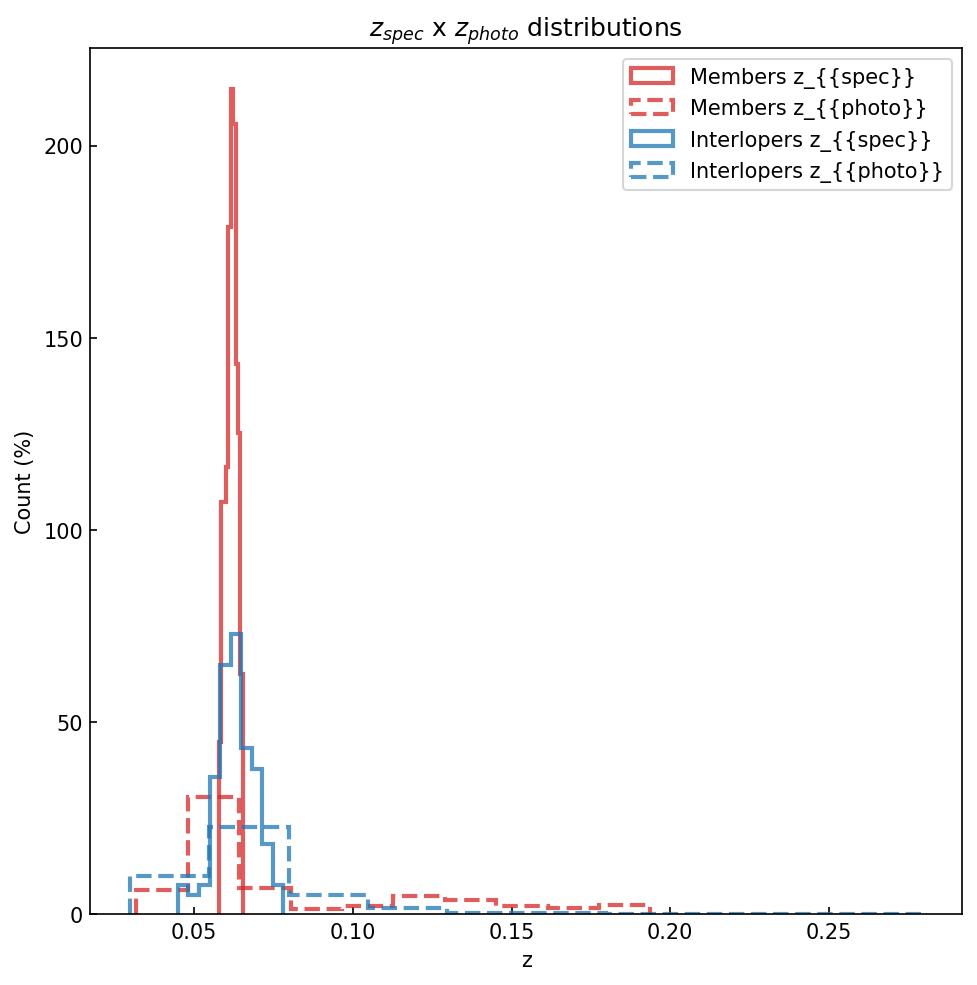 z_spec x z_photo distributions
Members z_{{spec}}
Members z_{{photo}}
Interlopers z_{{spec}}
Interlopers z_{{photo}}
Count (%)
200
150
100
50
0
0.05 0.10 0.15 0.20 0.25
z